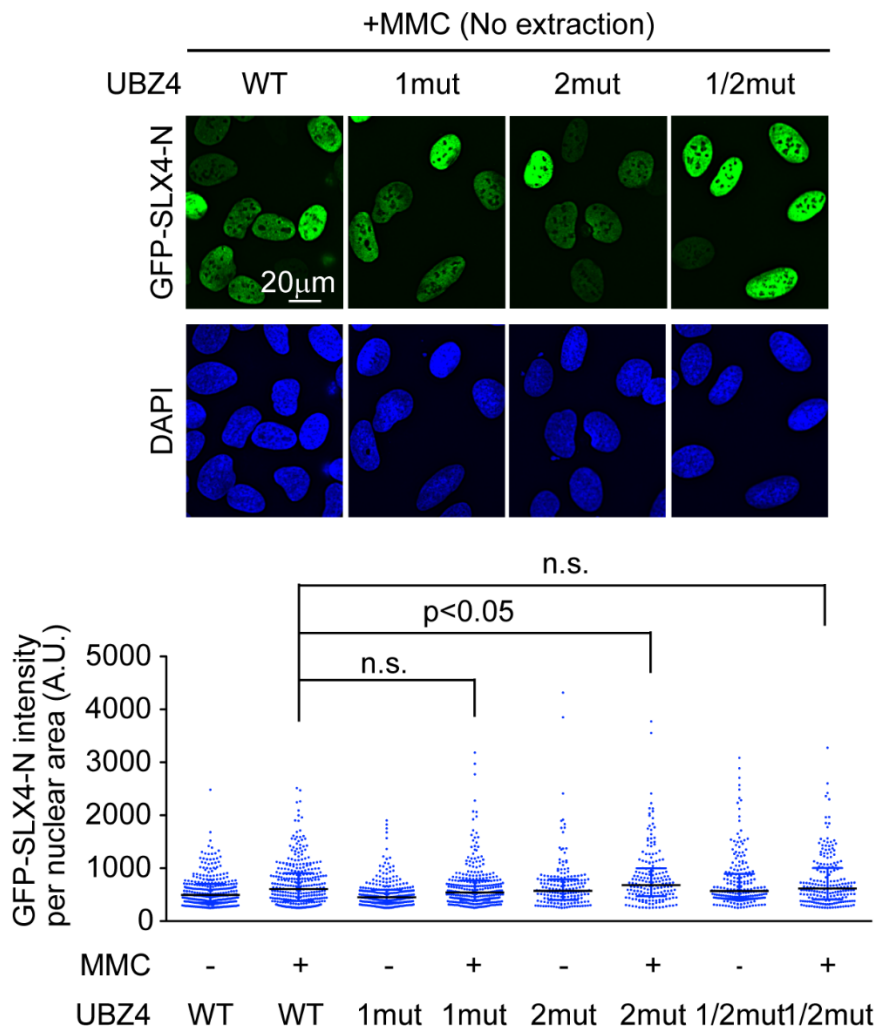 +MMC (No extraction)
UBZ4 WT 1mut 2mut 1/2mut
GFP-SLX4-N
20μm
DAPI
n.s.
p<0.05
n.s.
GFP-SLX4-N intensity
per nuclear area (A.U.)
5000
4000
3000
2000
1000
0
MMC - + - + - + - +
UBZ4 WT WT 1mut 1mut 2mut 2mut 1/2mut 1/2mut